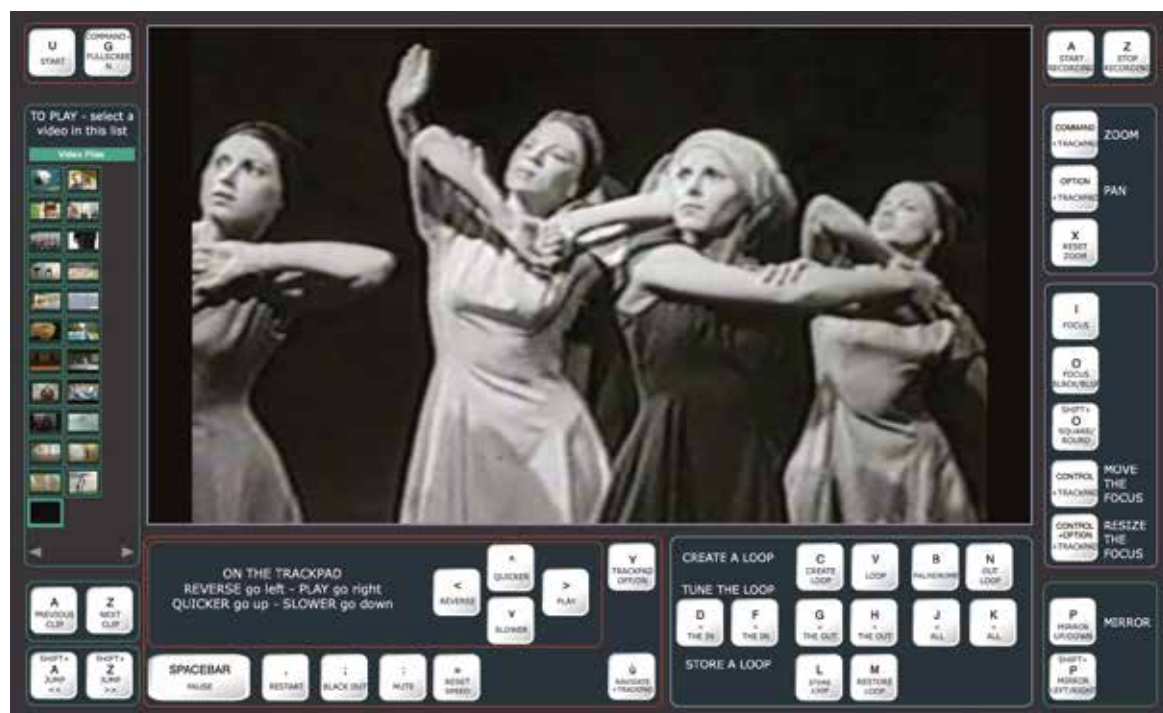 U
START
COMMAND+
G
FULLSCREE
N
TO PLAY - select a
video in this list
Video Files
A
PREVIOUS
CLIP
Z
NEXT
CLIP
SHIFT+
A
JUMP
<<
SHIFT+
Z
JUMP
>>
ON THE TRACKPAD
REVERSE go left - PLAY go right
QUICKER go up - SLOWER go down
<
REVERSE
^
QUICKER
v
SLOWER
>
PLAY
Y
TRACKPAD
OPTION
SPACEBAR
PAUSE
,
RESTART
;
BLACK OUT
:
MUTE
=
RESET
SPEED
ù
NAVIGATE
+TRACKPAD
CREATE A LOOP
C
CREATE
LOOP
V
LOOP
B
PALINDROME
N
OUT
LOOP
TUNE THE LOOP
D
<
THE IN
F
>
THE IN
G
<
THE OUT
H
>
THE OUT
J
<
ALL
K
>
ALL
STORE A LOOP
L
STORE
LOOP
M
RESTORE
LOOP
A
START
RECORDING
Z
STOP
RECORDING
COMMAND
+TRACKPAD
ZOOM
OPTION
+TRACKPAD
PAN
X
RESET
ZOOM
I
FOCUS
O
FOCUS
BLACK/BLUR
SHIFT+
O
SQUARE/
ROUND
CONTROL
+TRACKPAD
MOVE
THE
FOCUS
CONTROL
+OPTION
+TRACKPAD
RESIZE
THE
FOCUS
P
MIRROR
UP/DOWN
MIRROR
SHIFT+
P
MIRROR
LEFT/RIGHT